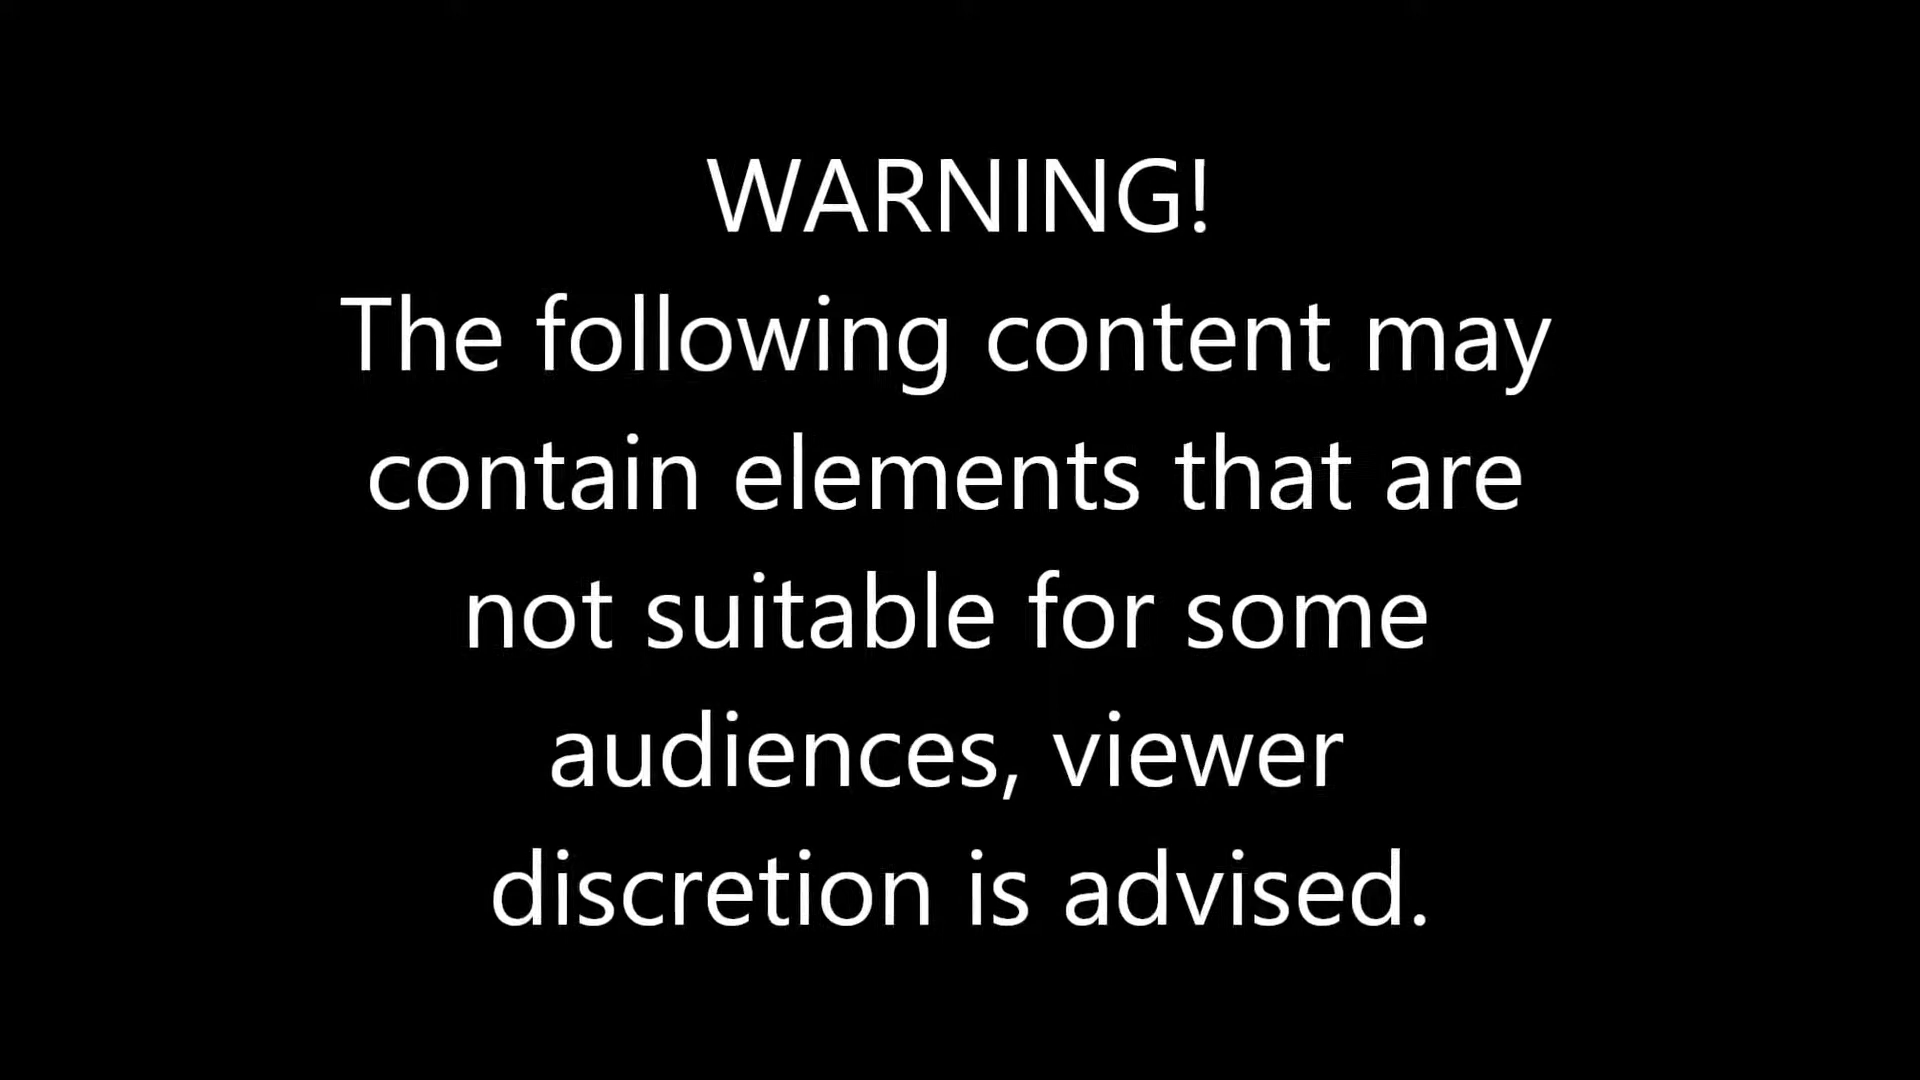 WARNING!
The following content may
contain elements that are
not suitable for some
audiences, viewer
discretion is advised.